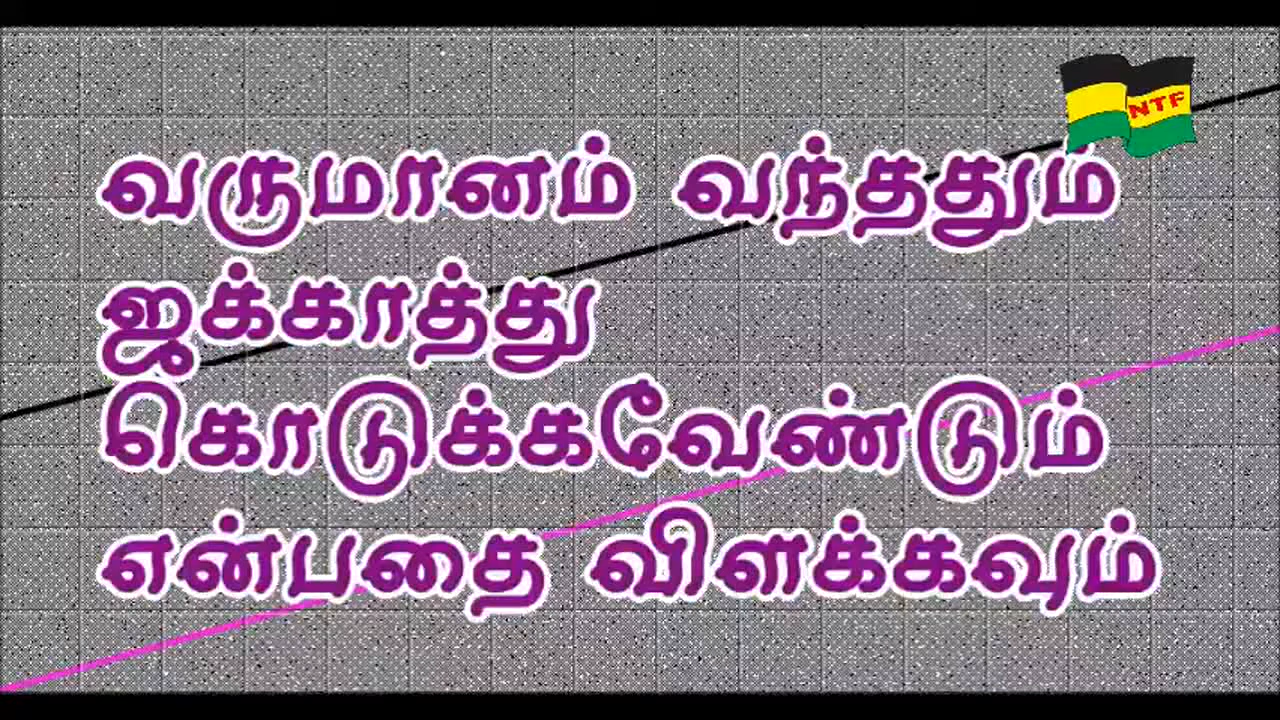 NTF
வருமானம் வந்ததும்
ஜக்காத்து
கொடுக்கவேண்டும்
என்பதை விளக்கவும்